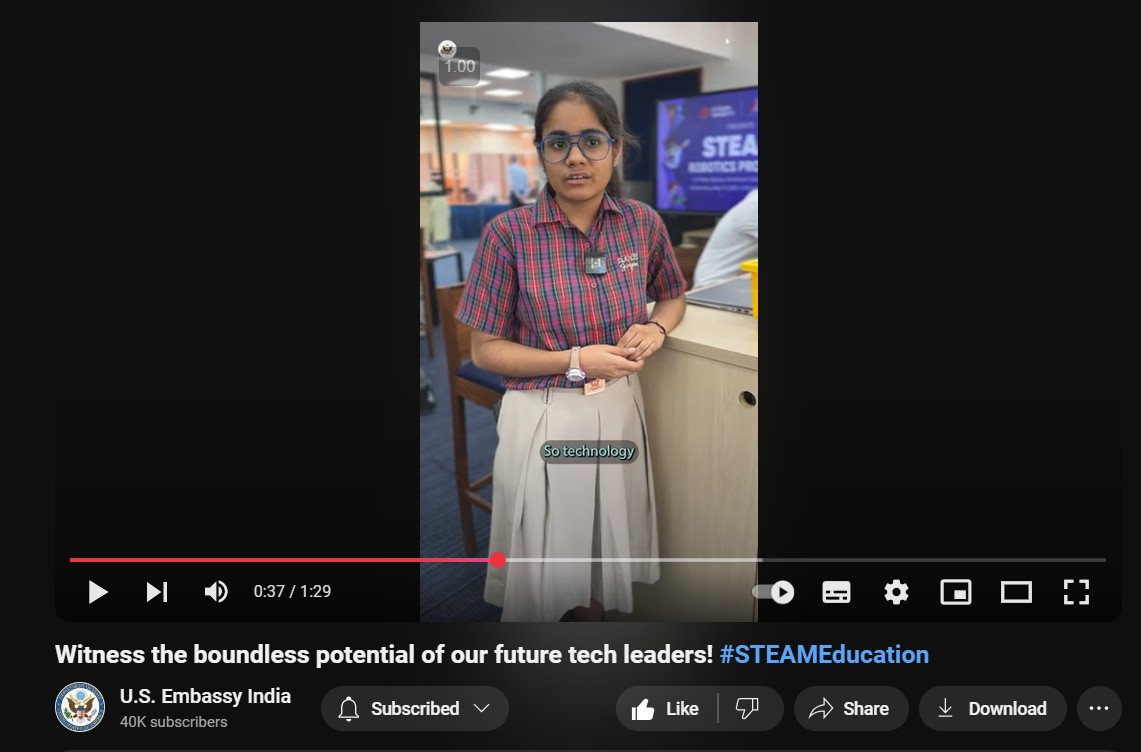 1.00
STEA
ROBOTICS PRO
So technology
0:37 / 1:29
Witness the boundless potential of our future tech leaders! #STEAMEducation
U.S. Embassy India
40K subscribers
Subscribed
Like
Share
Download